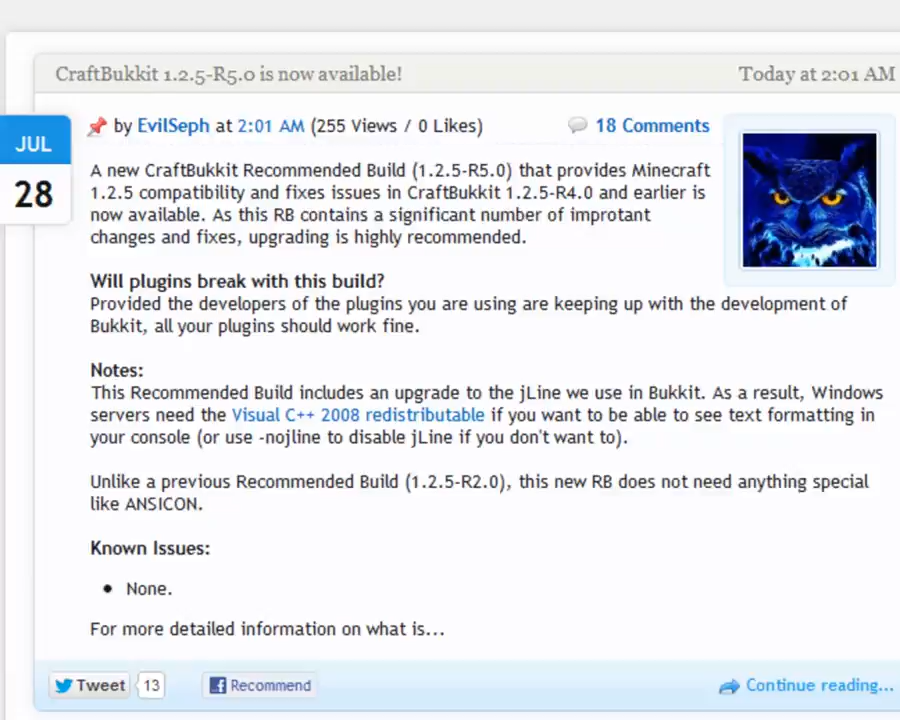 CraftBukkit 1.2.5-R5.0 is now available!
Today at 2:01 AM
JUL
28
by EvilSeph at 2:01 AM (255 Views / 0 Likes)
18 Comments
A new CraftBukkit Recommended Build (1.2.5-R5.0) that provides Minecraft
1.2.5 compatibility and fixes issues in CraftBukkit 1.2.5-R4.0 and earlier is
now available. As this RB contains a significant number of improtant
changes and fixes, upgrading is highly recommended.
Will plugins break with this build?
Provided the developers of the plugins you are using are keeping up with the development of
Bukkit, all your plugins should work fine.
Notes:
This Recommended Build includes an upgrade to the jLine we use in Bukkit. As a result, Windows
servers need the Visual C++ 2008 redistributable if you want to be able to see text formatting in
your console (or use -nojline to disable jLine if you don't want to).
Unlike a previous Recommended Build (1.2.5-R2.0), this new RB does not need anything special
like ANSICON.
Known Issues:
• None.
For more detailed information on what is...
Tweet 13
Recommend
Continue reading...